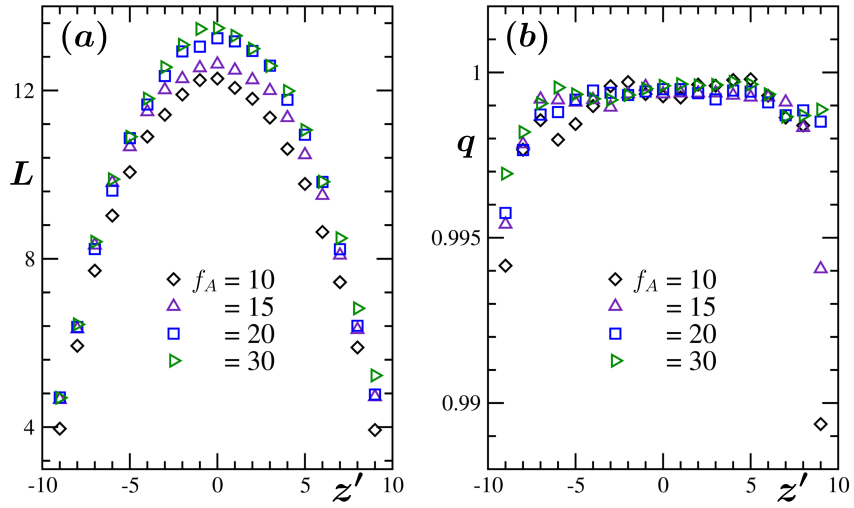 (a)
12
8
4
L
f_A = 10
= 15
= 20
= 30
-10 -5 0 5 10
z′
(b)
1
0.995
0.99
q
f_A = 10
= 15
= 20
= 30
-10 -5 0 5 10
z′